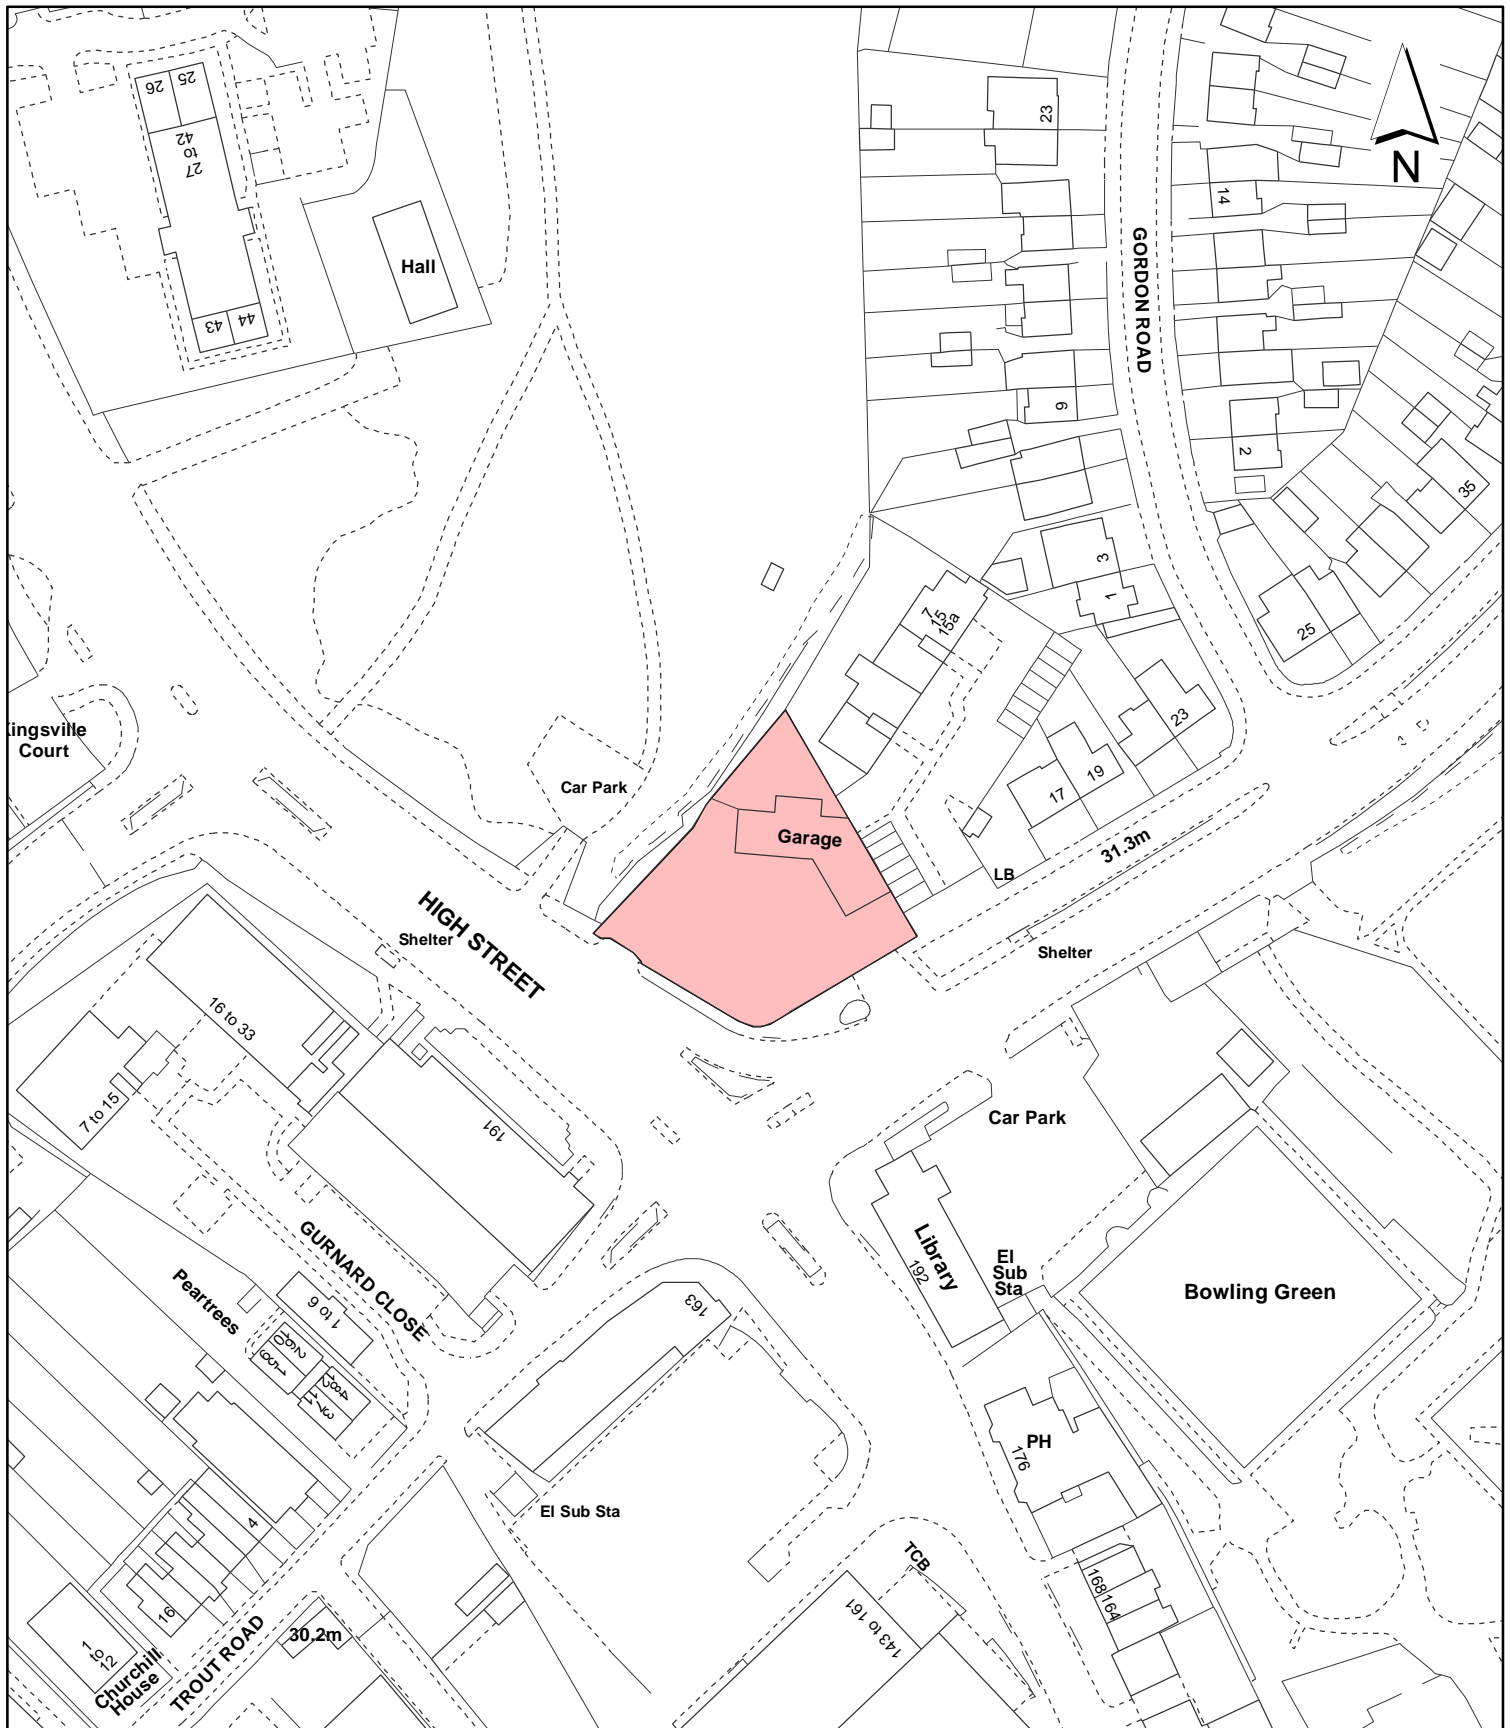 25
26
27
to
42
43
44
Hall
23
14
N
GORDON ROAD
6
2
35
3
1
7
15
15a
25
23
19
17
Kingsville
Court
Car Park
Garage
31.3m
LB
HIGH STREET
Shelter
Shelter
16 to 33
7 to 15
191
Car Park
Library
192
El
Sub
Sta
Bowling Green
GURNARD CLOSE
Peartrees
1 to 6
163
PH
176
El Sub Sta
4
16
TCB
143 to 161
168
164
30.2m
TROUT ROAD
1
to
12
Churchill
House